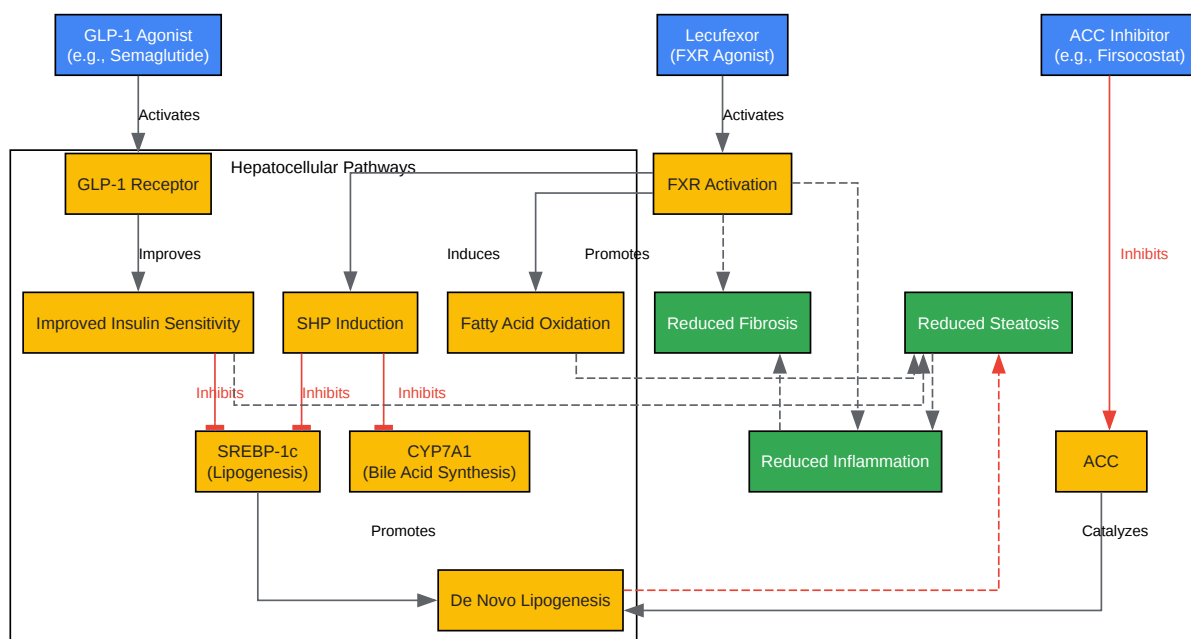 GLP-1 Agonist
(e.g., Semaglutide)
Lecufexor
(FXR Agonist)
ACC Inhibitor
(e.g., Firsocostat)
Activates
Activates
Hepatocellular Pathways
GLP-1 Receptor
FXR Activation
Improves
Induces
Promotes
Inhibits
Improved Insulin Sensitivity
SHP Induction
Fatty Acid Oxidation
Reduced Fibrosis
Reduced Steatosis
Inhibits
Inhibits
Inhibits
SREBP-1c
(Lipogenesis)
CYP7A1
(Bile Acid Synthesis)
Reduced Inflammation
ACC
Promotes
Catalyzes
De Novo Lipogenesis